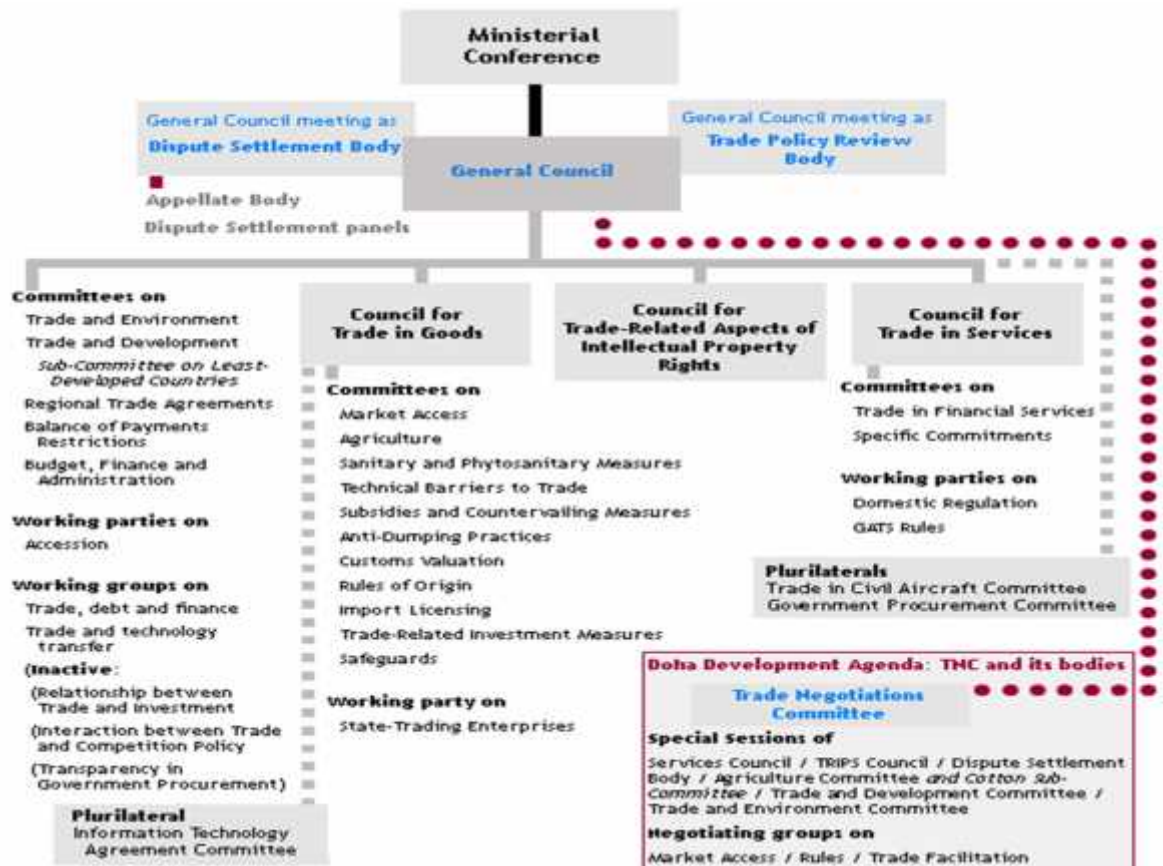 Ministerial
Conference
General Council meeting as
Dispute Settlement Body
General Council meeting as
Trade Policy Review
Body
General Council
Appellate Body
Dispute Settlement panels
Committees on
Trade and Environment
Trade and Development
Sub-Committee on Least-
Developed Countries
Regional Trade Agreements
Balance of Payments
Restrictions
Budget, Finance and
Administration
Working parties on
Accession
Working groups on
Trade, debt and finance
Trade and technology
transfer
(Inactive:
(Relationship between
Trade and Investment
(Interaction between Trade
and Competition Policy
(Transparency in
Government Procurement)
Plurilateral
Information Technology
Agreement Committee
Council for
Trade in Goods
Committees on
Market Access
Agriculture
Sanitary and Phytosanitary Measures
Technical Barriers to Trade
Subsidies and Countervailing Measures
Anti-Dumping Practices
Customs Valuation
Rules of Origin
Import Licensing
Trade-Related Investment Measures
Safeguards
Working party on
State-Trading Enterprises
Council for
Trade-Related Aspects of
Intellectual Property
Rights
Council for
Trade in Services
Committees on
Trade in Financial Services
Specific Commitments
Working parties on
Domestic Regulation
GATS Rules
Plurilaterals
Trade in Civil Aircraft Committee
Government Procurement Committee
Doha Development Agenda: TNC and its bodies
Trade Negotiations
Committee
Special Sessions of
Services Council / TRIPS Council / Dispute Settlement
Body / Agriculture Committee and Cotton Sub-
Committee / Trade and Development Committee /
Trade and Environment Committee
Negotiating groups on
Market Access / Rules / Trade Facilitation